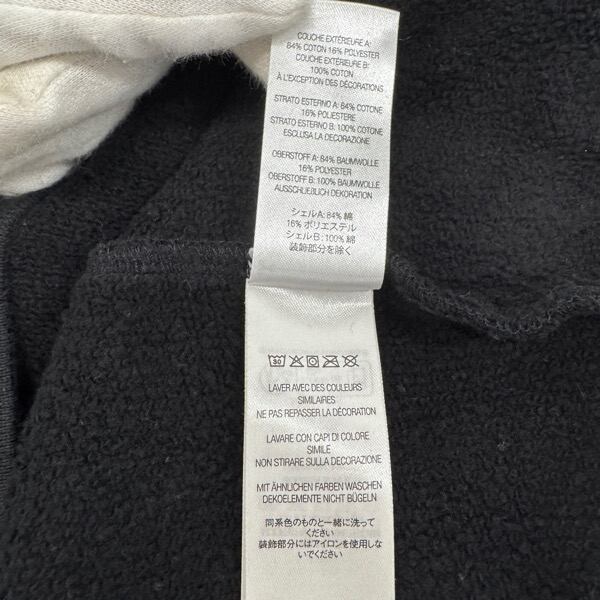 COUCHE EXTÉRIEURE A:
84% COTON 16% POLYESTER
COUCHE EXTÉRIEURE B:
100% COTON
À L'EXCEPTION DES DÉCORATIONS
STRATO ESTERNO A: 84% COTONE
16% POLIESTERE
STRATO ESTERNO B: 100% COTONE
ESCLUSA LA DECORAZIONE
OBERSTOFF A: 84% BAUMWOLLE
16% POLYESTER
OBERSTOFF B: 100% BAUMWOLLE
AUSSCHLIEßLICH DEKORATION
シェルA: 84% 綿
16% ポリエステル
シェルB : 100% 綿
装飾部分を除く
30
LAVER AVEC DES COULEURS
SIMILAIRES
NE PAS REPASSER LA DÉCORATION
LAVARE CON CAPI DI COLORE
SIMILE
NON STIRARE SULLA DECORAZIONE
MIT ÄHNLICHEN FARBEN WASCHEN
DEKOELEMENTE NICHT BÜGELN
同系色のものと一緒に洗って
ください
装飾部分にはアイロンを使用しな
いでください